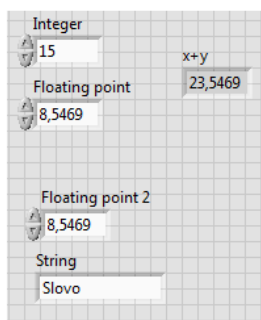 Integer
15
x+y
23,5469
Floating point
8,5469
Floating point 2
8,5469
String
Slovo